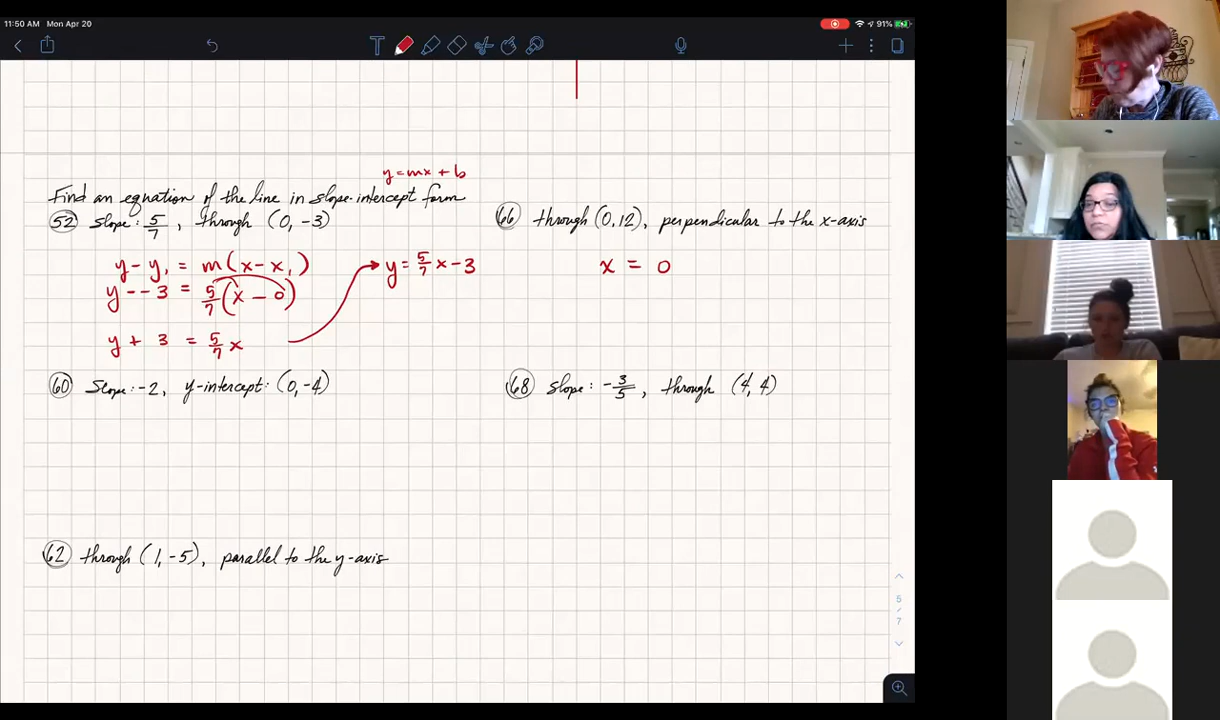 11:50 AM Mon Apr 20
91%
y = mx + b
Find an equation of the line in slope-intercept form
52 slope: 5/7, through (0, -3)
y - y₁ = m(x - x₁)
y - - 3 = 5/7(x - 0)
y + 3 = 5/7 x
y = 5/7 x - 3
60 slope: -2, y-intercept: (0, -4)
62 through (1, -5), parallel to the y-axis
66 through (0, 12), perpendicular to the x-axis
x = 0
68 slope: -3/5, through (4, 4)
5
/
7